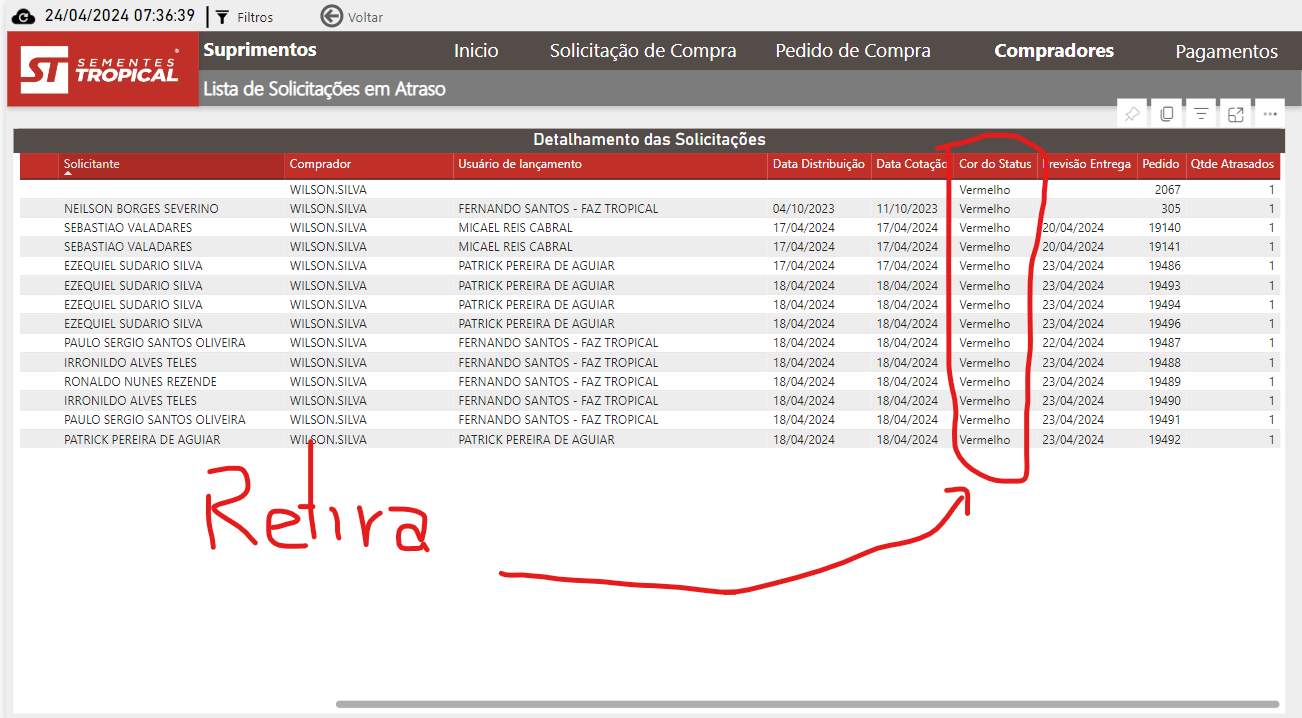 24/04/2024 07:36:39 Filtros Voltar
ST SEMENTES TROPICAL ®
Suprimentos Inicio Solicitação de Compra Pedido de Compra Compradores Pagamentos
Lista de Solicitações em Atraso
Detalhamento das Solicitações
Solicitante Comprador Usuário de lançamento Data Distribuição Data Cotação Cor do Status Previsão Entrega Pedido Qtde Atrasados
WILSON.SILVA Vermelho 2067 1
NEILSON BORGES SEVERINO WILSON.SILVA FERNANDO SANTOS - FAZ TROPICAL 04/10/2023 11/10/2023 Vermelho 305 1
SEBASTIAO VALADARES WILSON.SILVA MICAEL REIS CABRAL 17/04/2024 17/04/2024 Vermelho 20/04/2024 19140 1
SEBASTIAO VALADARES WILSON.SILVA MICAEL REIS CABRAL 17/04/2024 17/04/2024 Vermelho 20/04/2024 19141 1
EZEQUIEL SUDARIO SILVA WILSON.SILVA PATRICK PEREIRA DE AGUIAR 17/04/2024 17/04/2024 Vermelho 23/04/2024 19486 1
EZEQUIEL SUDARIO SILVA WILSON.SILVA PATRICK PEREIRA DE AGUIAR 18/04/2024 18/04/2024 Vermelho 23/04/2024 19493 1
EZEQUIEL SUDARIO SILVA WILSON.SILVA PATRICK PEREIRA DE AGUIAR 18/04/2024 18/04/2024 Vermelho 23/04/2024 19494 1
EZEQUIEL SUDARIO SILVA WILSON.SILVA PATRICK PEREIRA DE AGUIAR 18/04/2024 18/04/2024 Vermelho 23/04/2024 19496 1
PAULO SERGIO SANTOS OLIVEIRA WILSON.SILVA FERNANDO SANTOS - FAZ TROPICAL 18/04/2024 18/04/2024 Vermelho 22/04/2024 19487 1
IRRONILDO ALVES TELES WILSON.SILVA FERNANDO SANTOS - FAZ TROPICAL 18/04/2024 18/04/2024 Vermelho 23/04/2024 19488 1
RONALDO NUNES REZENDE WILSON.SILVA FERNANDO SANTOS - FAZ TROPICAL 18/04/2024 18/04/2024 Vermelho 23/04/2024 19489 1
IRRONILDO ALVES TELES WILSON.SILVA FERNANDO SANTOS - FAZ TROPICAL 18/04/2024 18/04/2024 Vermelho 23/04/2024 19490 1
PAULO SERGIO SANTOS OLIVEIRA WILSON.SILVA FERNANDO SANTOS - FAZ TROPICAL 18/04/2024 18/04/2024 Vermelho 23/04/2024 19491 1
PATRICK PEREIRA DE AGUIAR WILSON.SILVA PATRICK PEREIRA DE AGUIAR 18/04/2024 18/04/2024 Vermelho 23/04/2024 19492 1
Retira